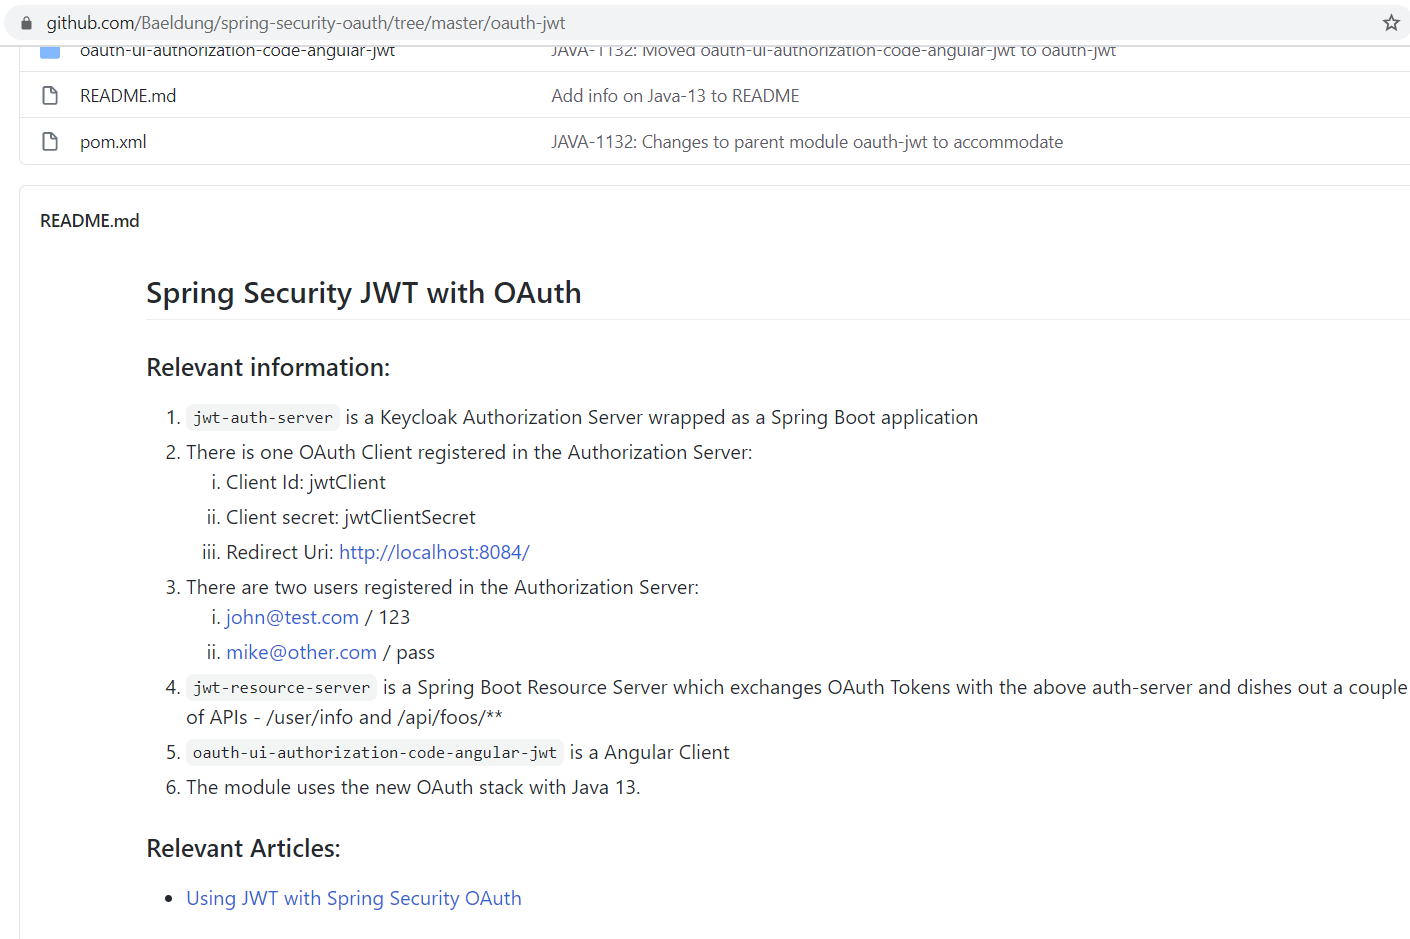 github.com/Baeldung/spring-security-oauth/tree/master/oauth-jwt
oauth-ui-authorization-code-angular-jwt JAVA-1132: Moved oauth-ui-authorization-code-angular-jwt to oauth-jwt
README.md Add info on Java-13 to README
pom.xml JAVA-1132: Changes to parent module oauth-jwt to accommodate
README.md
Spring Security JWT with OAuth
Relevant information:
1. jwt-auth-server is a Keycloak Authorization Server wrapped as a Spring Boot application
2. There is one OAuth Client registered in the Authorization Server:
i. Client Id: jwtClient
ii. Client secret: jwtClientSecret
iii. Redirect Uri: http://localhost:8084/
3. There are two users registered in the Authorization Server:
i. john@test.com / 123
ii. mike@other.com / pass
4. jwt-resource-server is a Spring Boot Resource Server which exchanges OAuth Tokens with the above auth-server and dishes out a couple
of APIs - /user/info and /api/foos/**
5. oauth-ui-authorization-code-angular-jwt is a Angular Client
6. The module uses the new OAuth stack with Java 13.
Relevant Articles:
• Using JWT with Spring Security OAuth